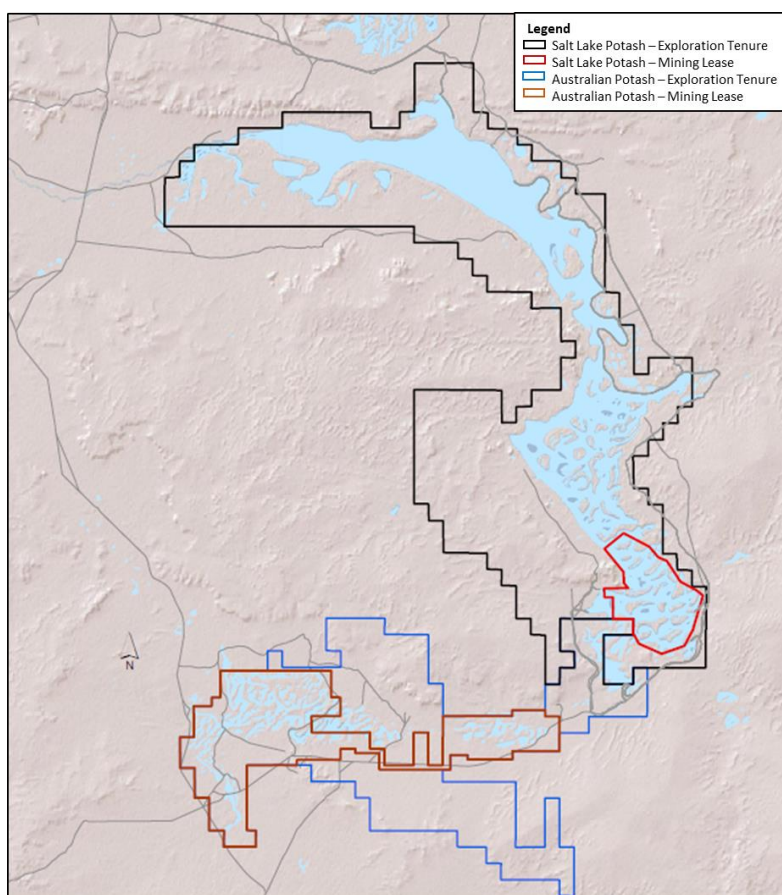 Legend
Salt Lake Potash – Exploration Tenure
Salt Lake Potash – Mining Lease
Australian Potash – Exploration Tenure
Australian Potash – Mining Lease
N